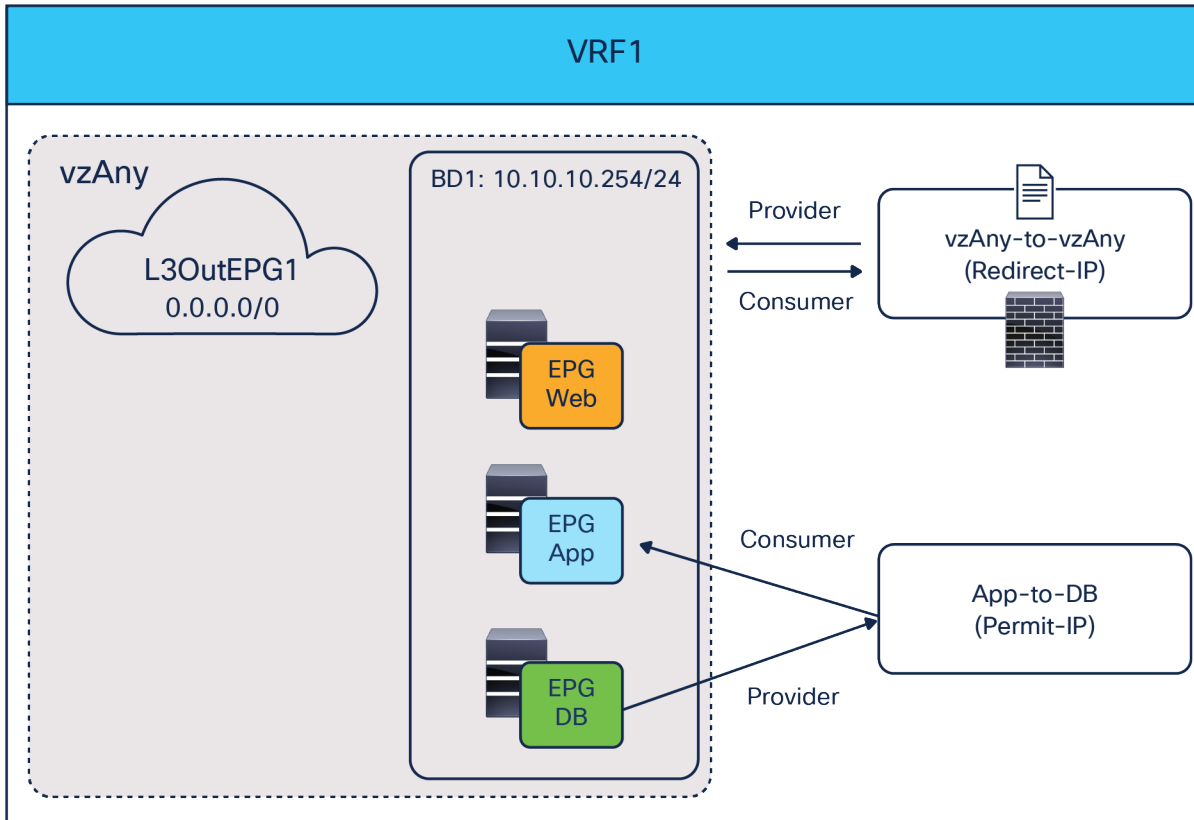 VRF1
vzAny
L3OutEPG1
0.0.0.0/0
BD1: 10.10.10.254/24
EPG
Web
EPG
App
EPG
DB
Provider
Consumer
vzAny-to-vzAny
(Redirect-IP)
Consumer
Provider
App-to-DB
(Permit-IP)